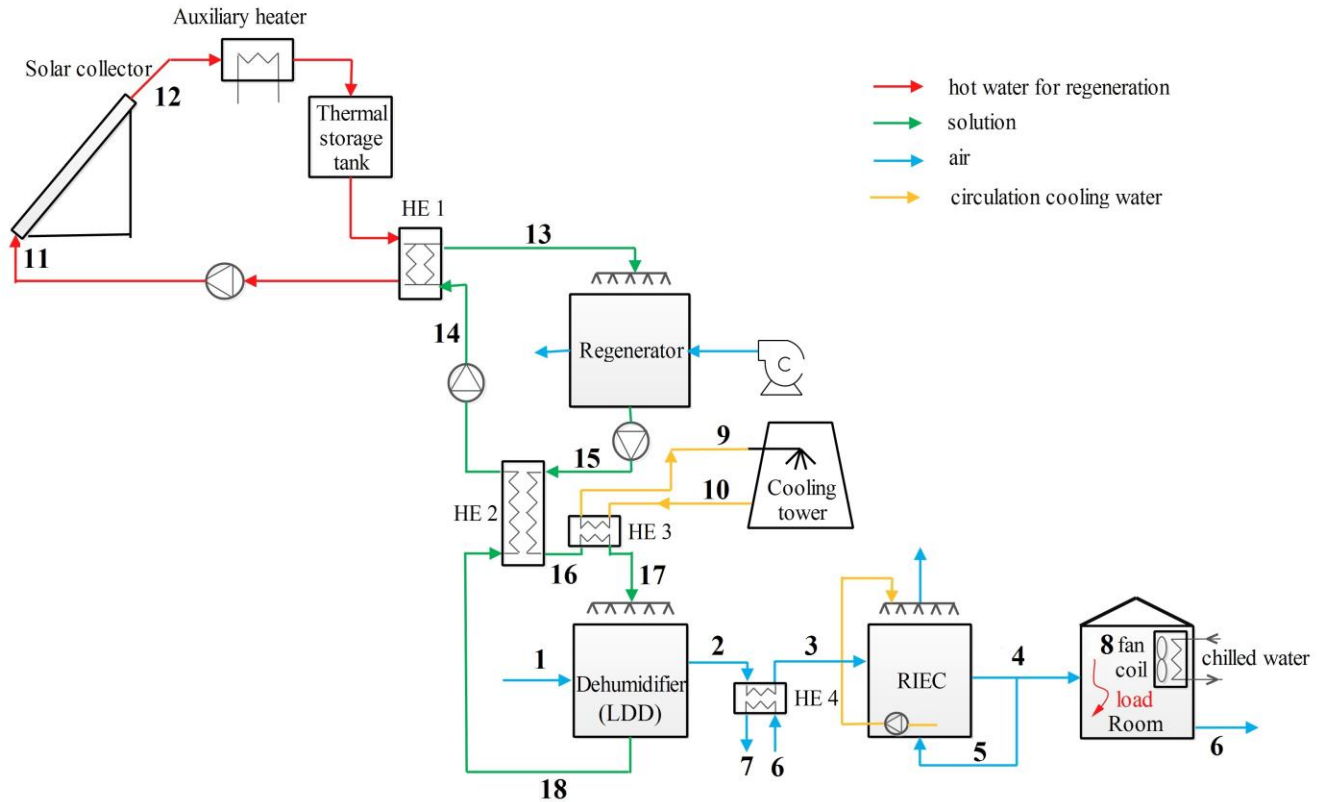 Auxiliary heater
Solar collector
12
Thermal
storage
tank
hot water for regeneration
solution
air
circulation cooling water
HE 1
13
11
14
Regenerator
C
15
9
10
Cooling
tower
HE 2
HE 3
16
17
1
2
3
4
Dehumidifier
(LDD)
HE 4
RIEC
8 fan
coil
chilled water
load
Room
7
6
5
6
18